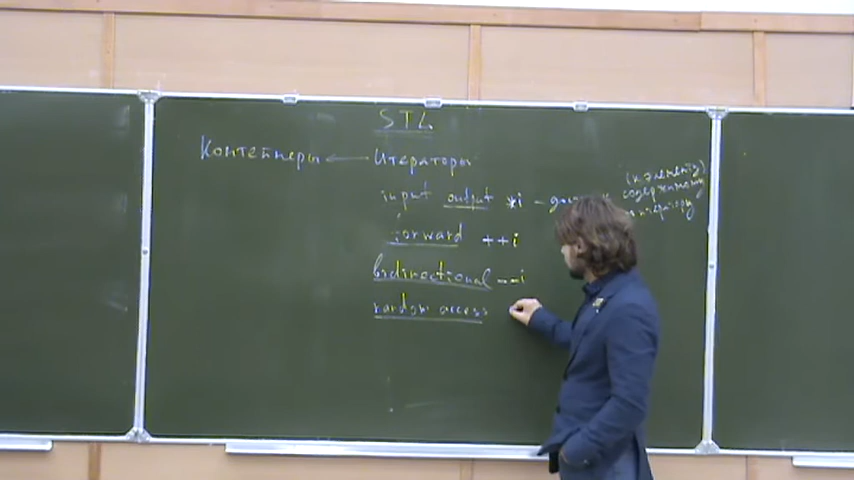 STL
Контейнеры ← Итераторы
input output *i –
forward ++i
bidirectional --i
random access
(к элементу)
содержимому